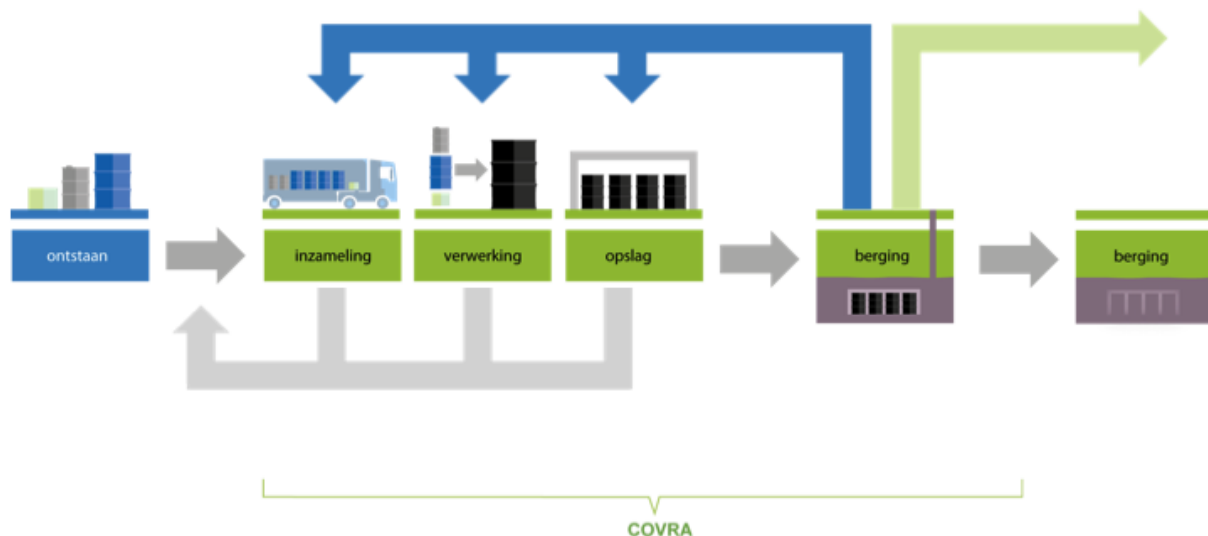 ontstaan
inzameling
verwerking
opslag
berging
berging
COVRA